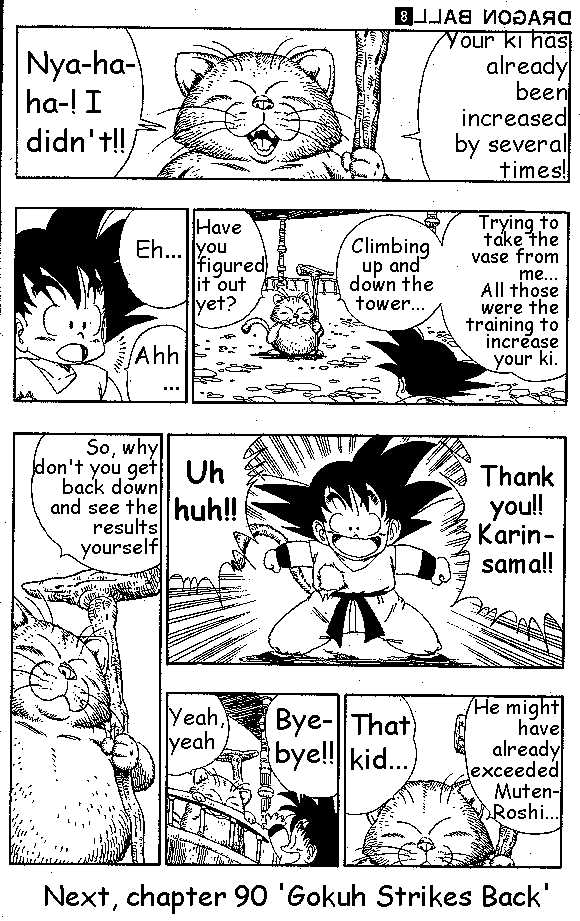 DRAGON BALL 8
Nya-ha-
ha-! I
didn't!!
Your ki has
already
been
increased
by several
times!
Eh...
Ahh
...
Have
you
figured
it out
yet?
Climbing
up and
down the
tower...
Trying to
take the
vase from
me...
All those
were the
training to
increase
your ki.
So, why
don't you get
back down
and see the
results
yourself
Uh
huh!!
Thank
you!!
Karin-
sama!!
Yeah,
yeah
Bye-
bye!!
That
kid...
He might
have
already
exceeded
Muten-
Roshi...
Next, chapter 90 'Gokuh Strikes Back'